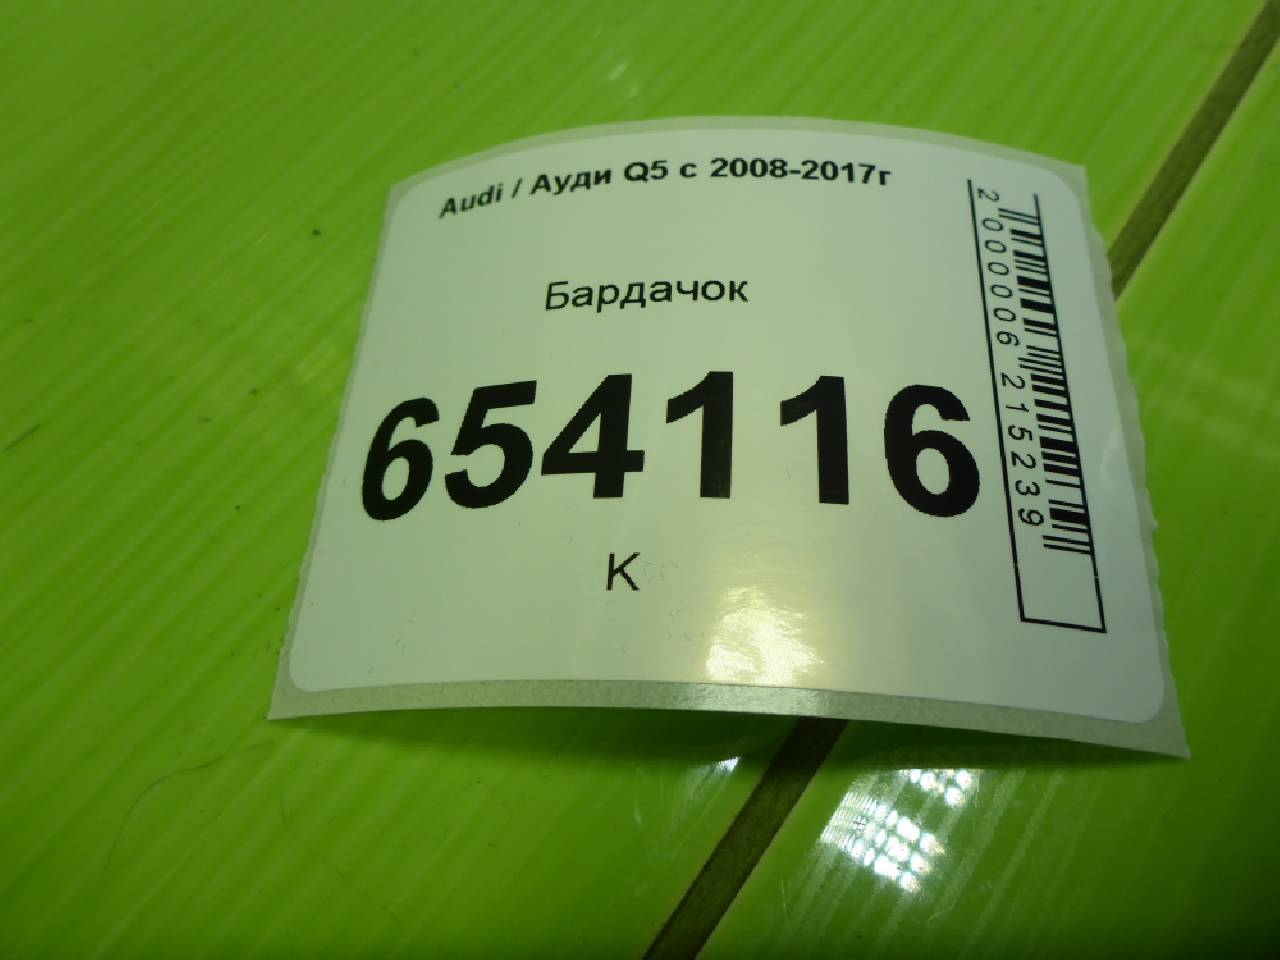 Audi / Ауди Q5 с 2008-2017г
Бардачок
654116
К
2000006215239